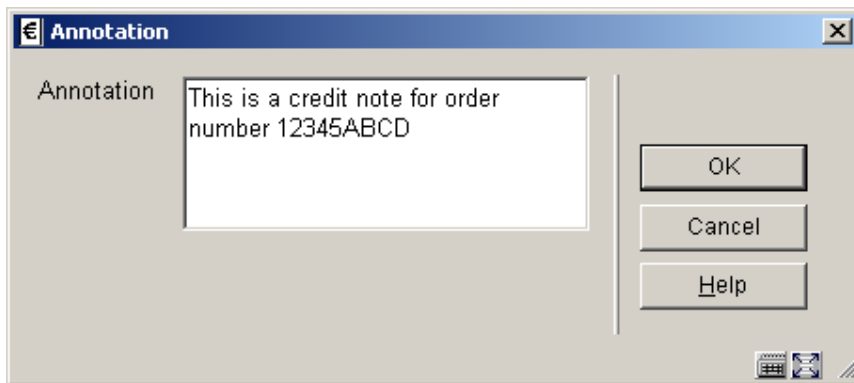 € Annotation
Annotation
This is a credit note for order
number 12345ABCD
OK
Cancel
Help